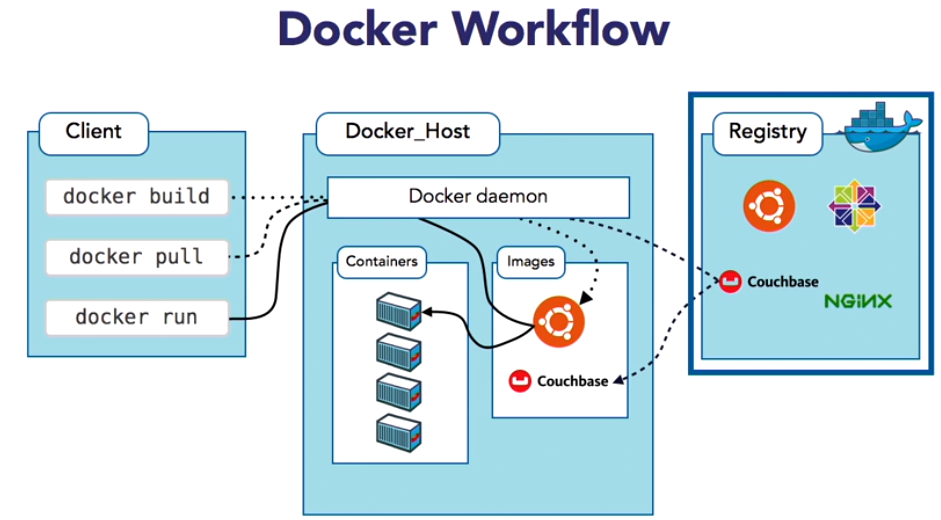 Docker Workflow
Client
docker build
docker pull
docker run
Docker_Host
Docker daemon
Containers
Images
Couchbase
Registry
Couchbase
NGINX